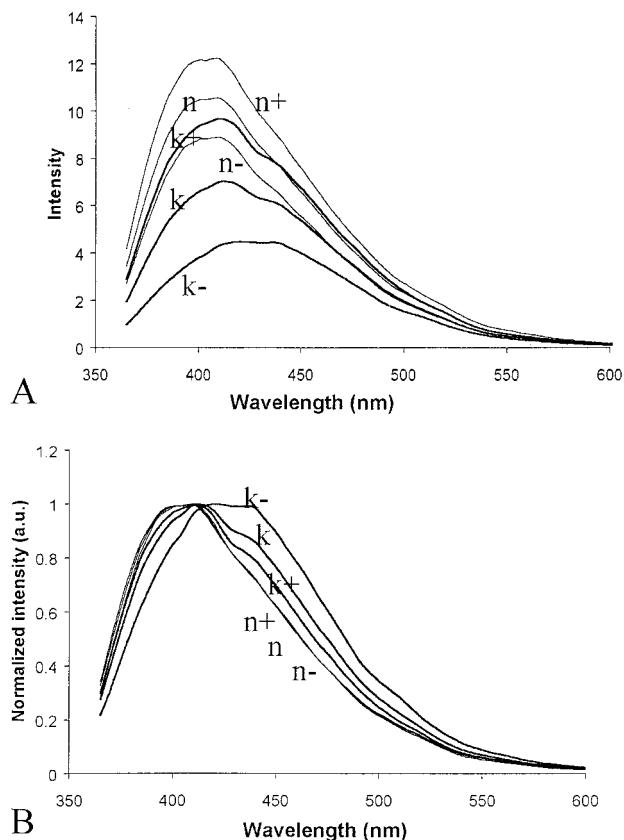 14
12
10
8
6
4
2
0
Intensity
n
n+
k+
n-
k
k-
350 400 450 500 550 600
Wavelength (nm)
A
1.2
1
0.8
0.6
0.4
0.2
0
Normalized intensity (a.u.)
k-
k
k+
n+
n
n-
350 400 450 500 550 600
Wavelength (nm)
B